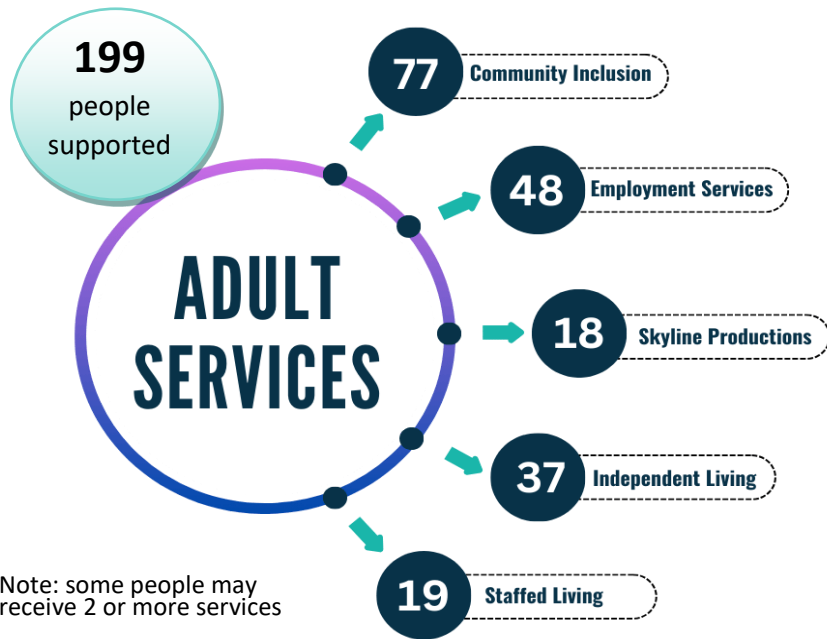 199
people
supported
77
Community Inclusion
48
Employment Services
18
Skyline Productions
37
Independent Living
19
Staffed Living
ADULT
SERVICES
Note: some people may
receive 2 or more services